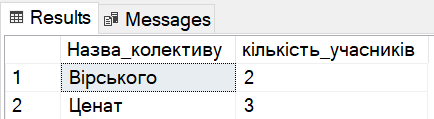 Results Messages
Назва_колективу кількість_учасників
1 Вірського 2
2 Ценат 3